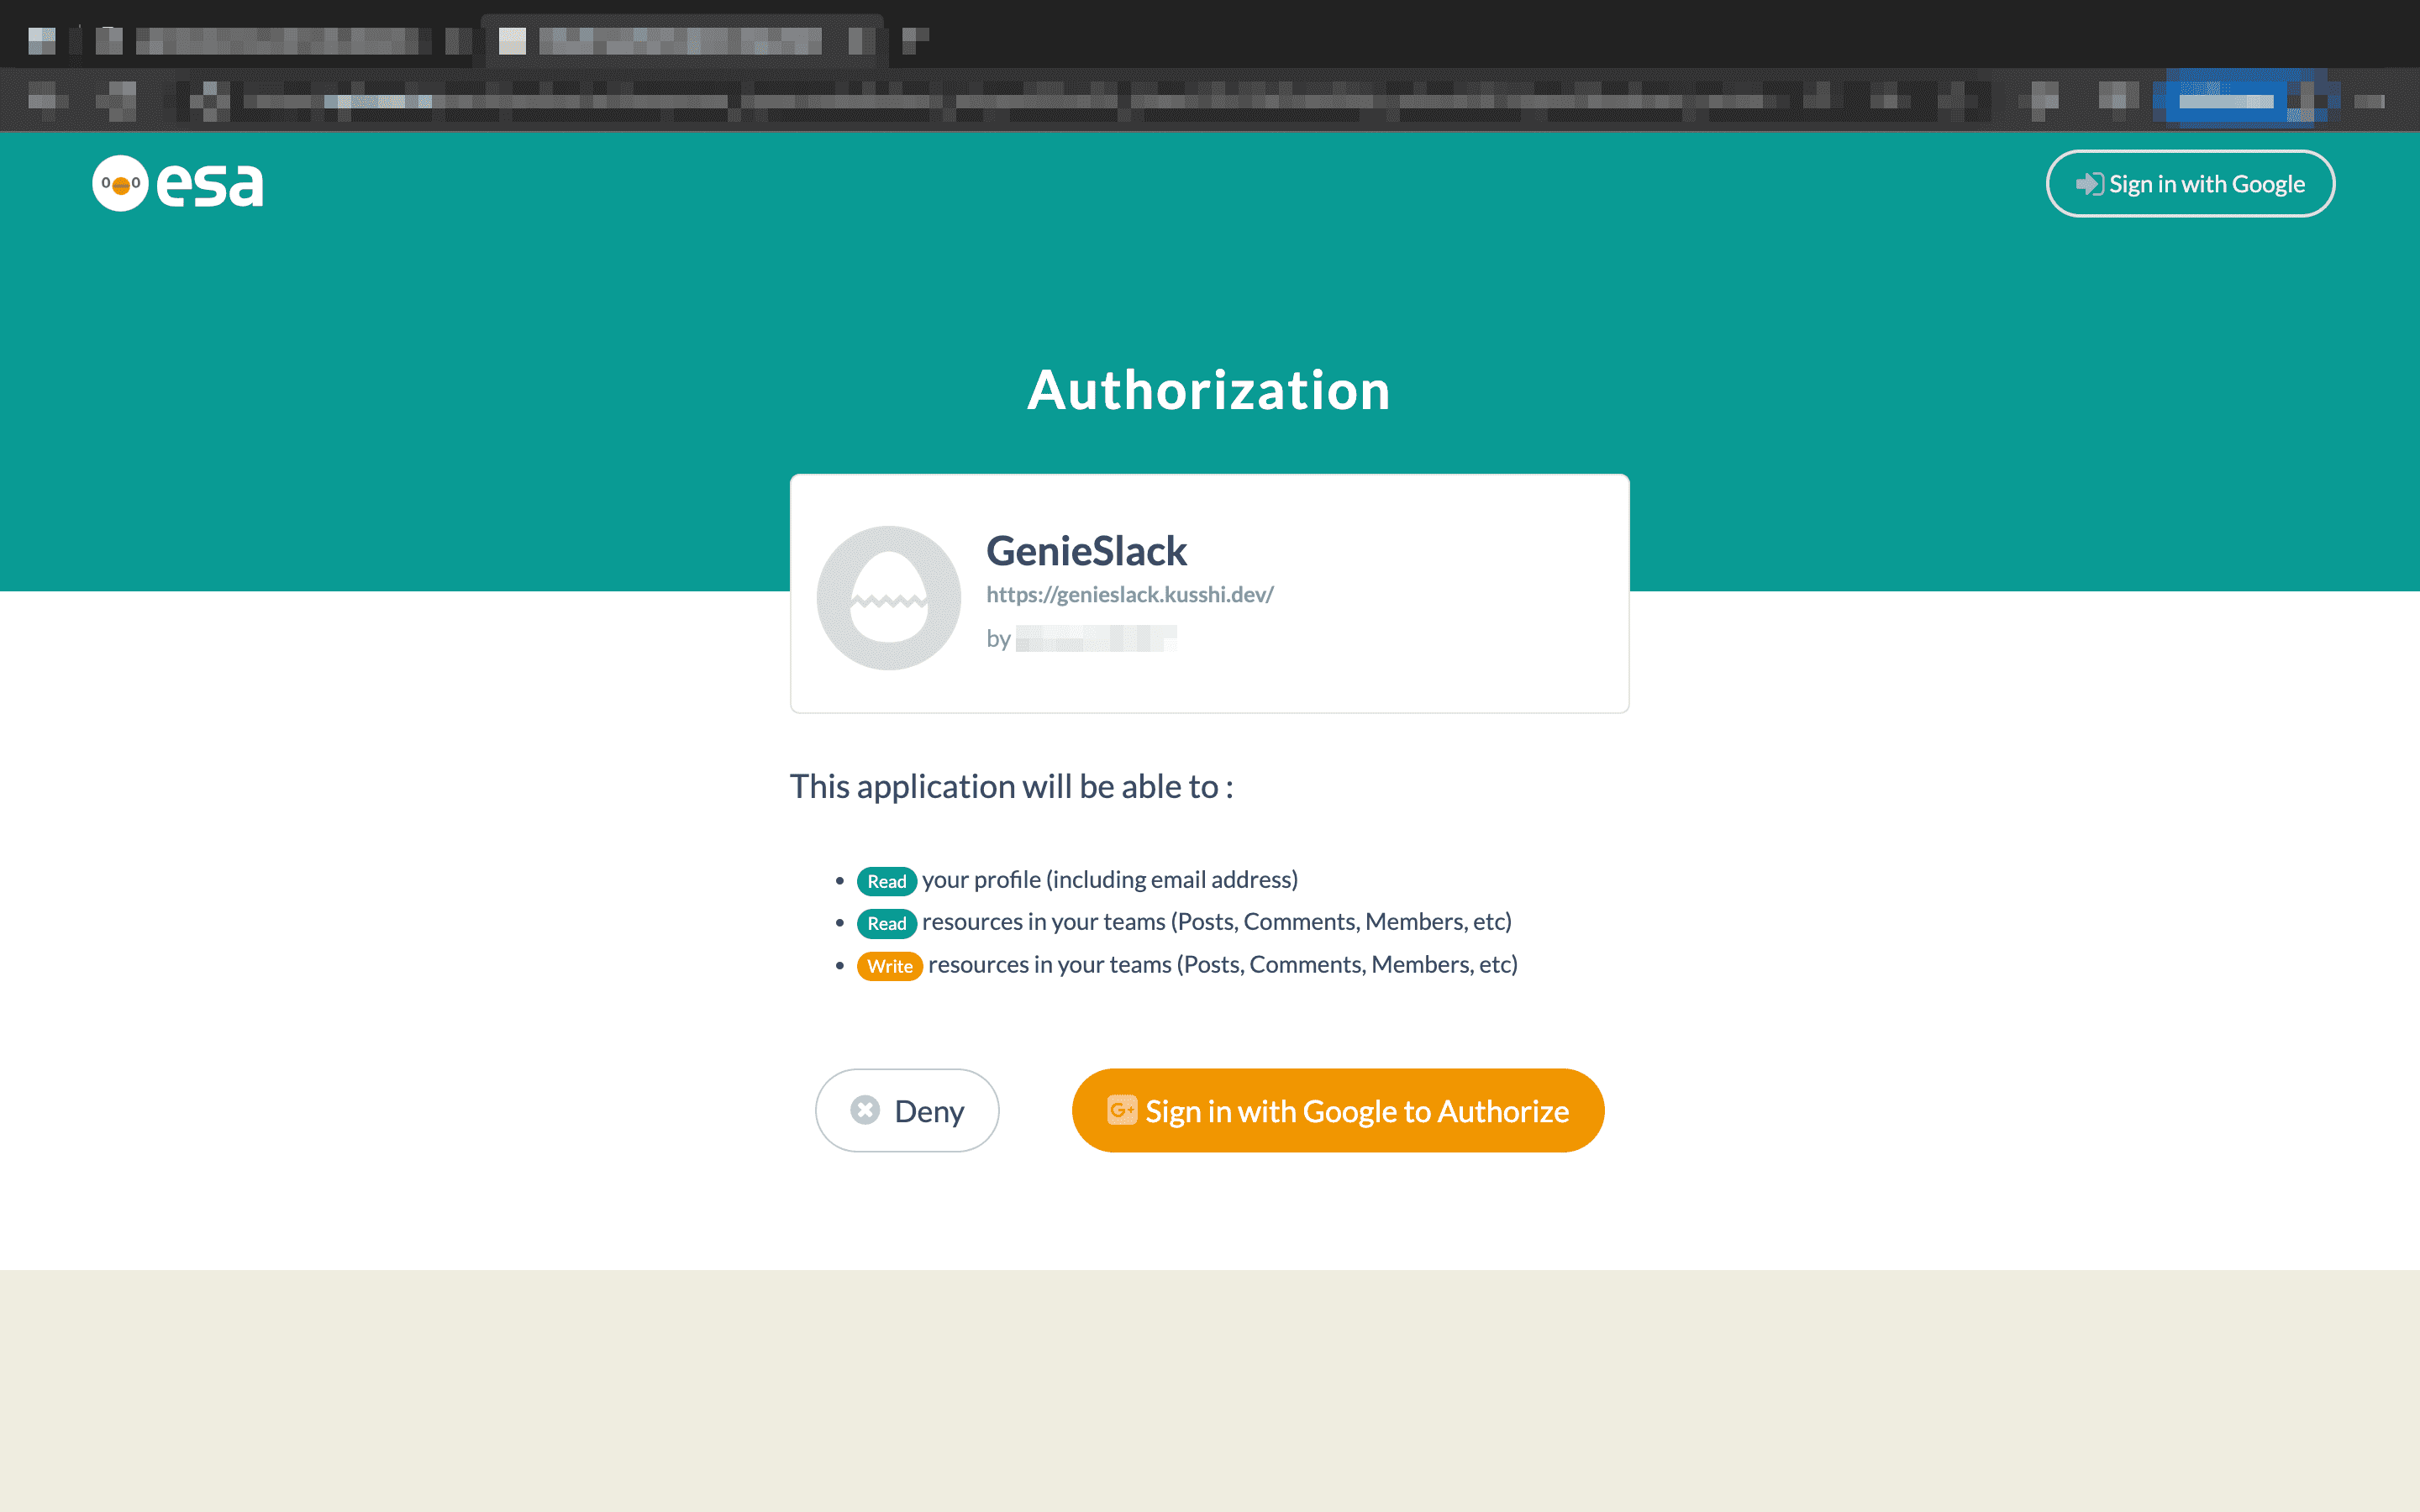 esa
Sign in with Google
Authorization
GenieSlack
https://genieslack.kusshi.dev/
by
This application will be able to :
Read your profile (including email address)
Read resources in your teams (Posts, Comments, Members, etc)
Write resources in your teams (Posts, Comments, Members, etc)
Deny
G+ Sign in with Google to Authorize